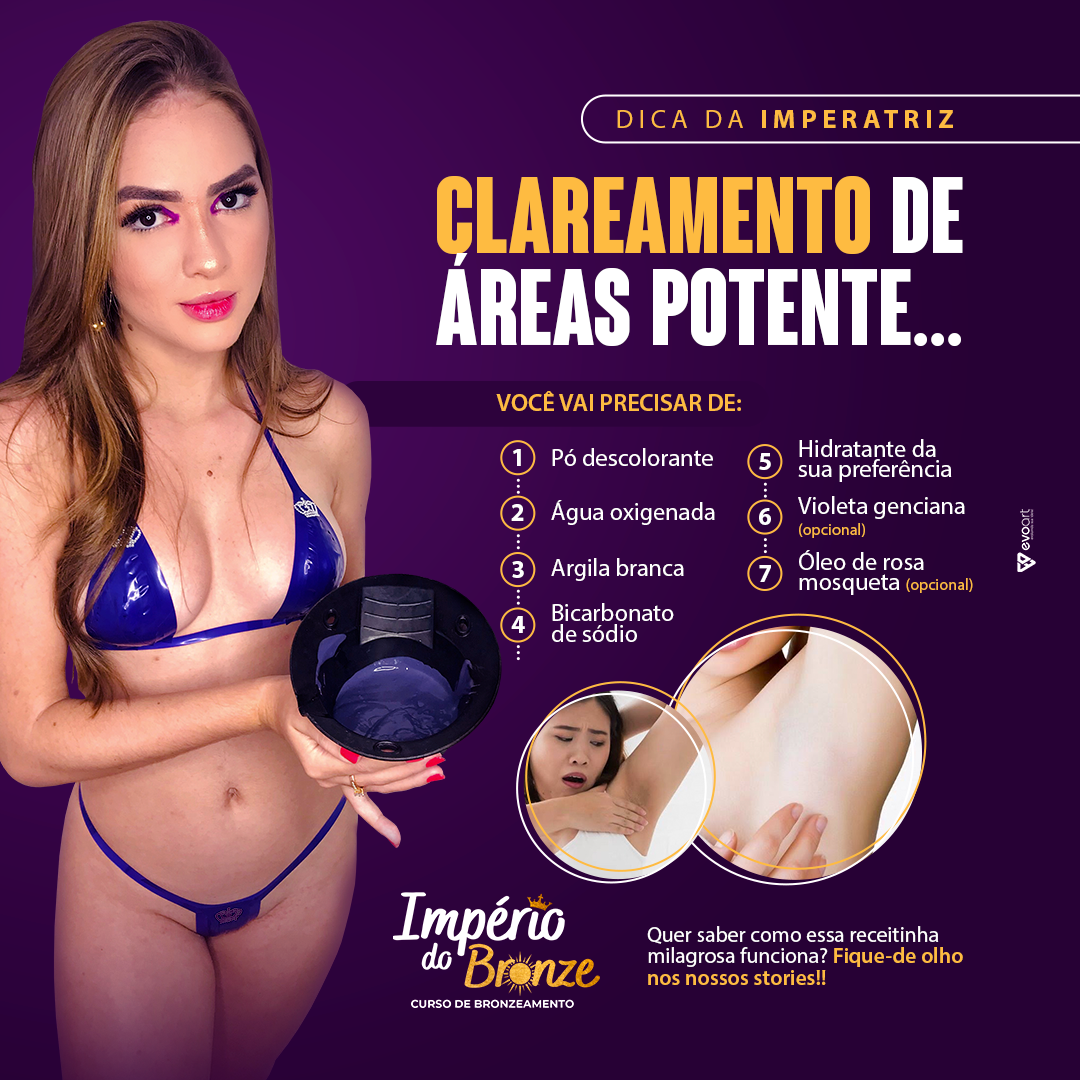 DICA DA IMPERATRIZ
CLAREAMENTO DE
ÁREAS POTENTE...
VOCÊ VAI PRECISAR DE:
1 Pó descolorante
2 Água oxigenada
3 Argila branca
4 Bicarbonato
de sódio
5 Hidratante da
sua preferência
6 Violeta genciana
(opcional)
7 Óleo de rosa
mosqueta (opcional)
evoart
Império
do Bronze
CURSO DE BRONZEAMENTO
Quer saber como essa receitinha
milagrosa funciona? Fique-de olho
nos nossos stories!!